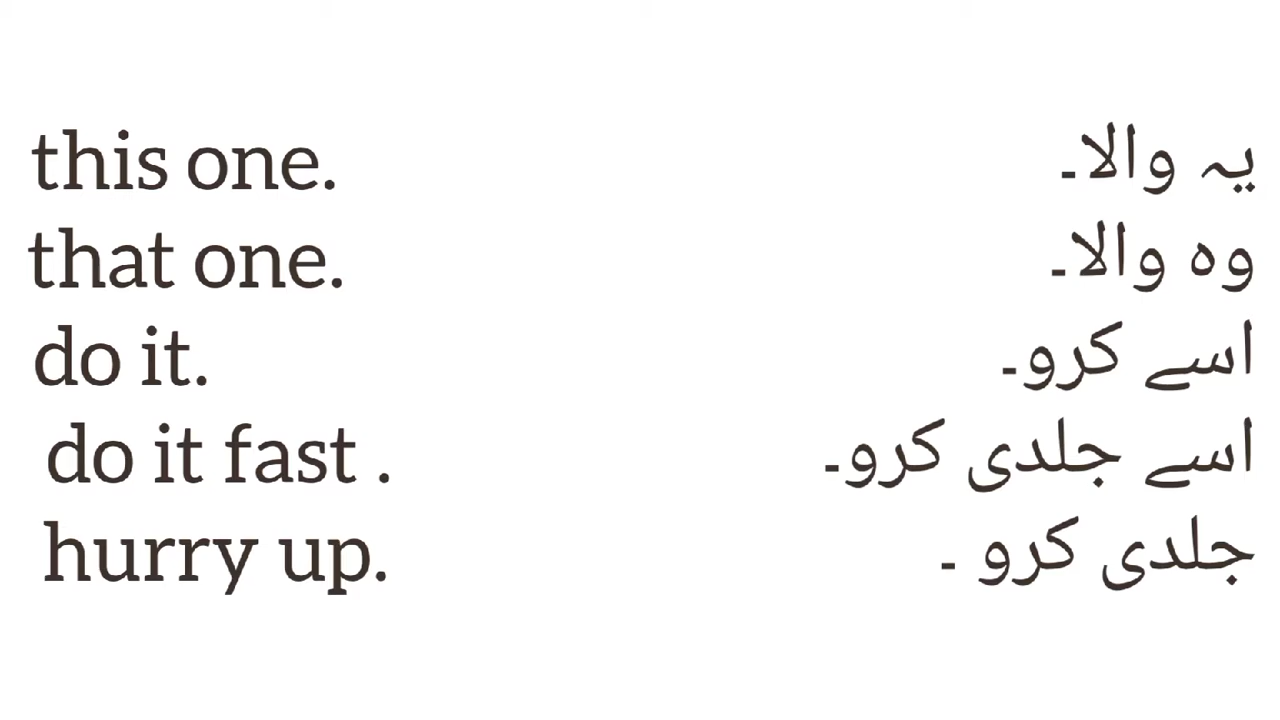 this one. یہ والا۔
that one. وہ والا۔
do it. اسے کرو۔
do it fast . اسے جلدی کرو۔
hurry up. جلدی کرو ۔